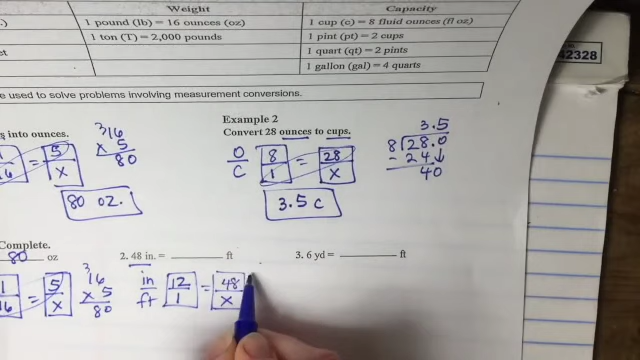 Weight
Capacity
1 pound (lb) = 16 ounces (oz)
1 cup (c) = 8 fluid ounces (fl oz)
1 ton (T) = 2,000 pounds
1 pint (pt) = 2 cups
1 quart (qt) = 2 pints
1 gallon (gal) = 4 quarts
42328
used to solve problems involving measurement conversions.
into ounces.
Example 2
Convert 28 ounces to cups.
16 = 5/x
3 16 x 5 80
80 oz.
O/C 8/1 = 28/x
3.5 c
3.5
8 28.0
- 24
40
Complete.
80 oz
2. 48 in. = ft
3. 6 yd = ft
1/16 = 5/x
3 16 x 5 80
in/ft 12/1 = 48/x